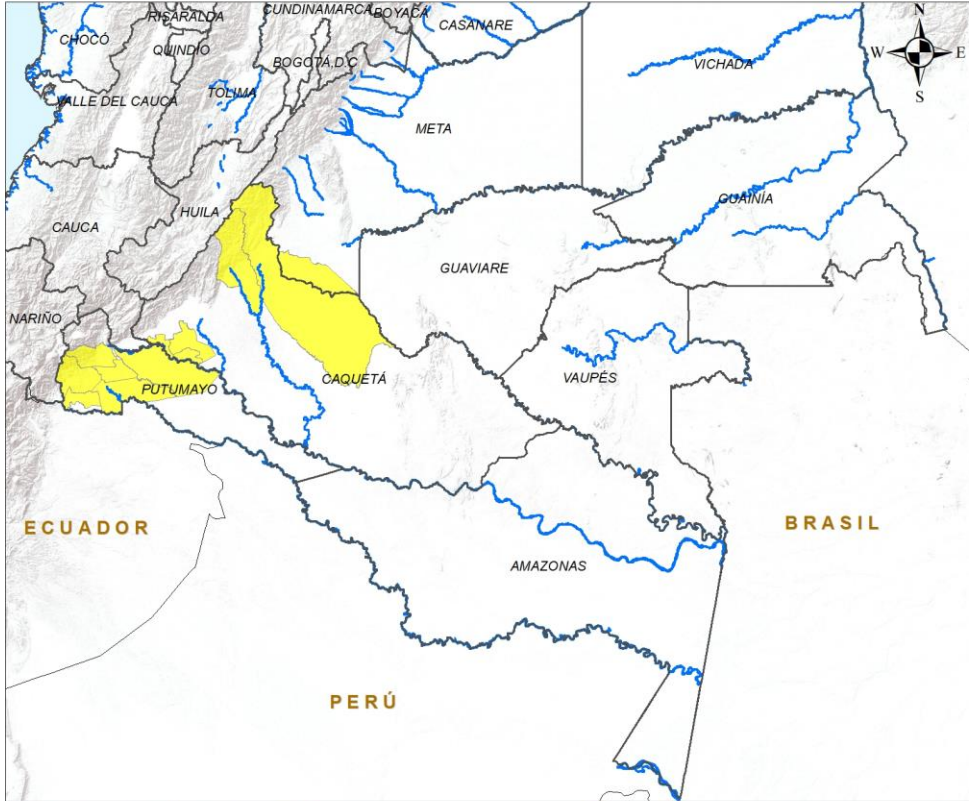 CUNDINAMARCA
BOYACÁ
RISARALDA
CASANARE
N
CHOCÓ
QUINDÍO
W
E
BOGOTÁ,D.C
VICHADA
TOLIMA
S
VALLE DEL CAUCA
META
GUAINÍA
HUILA
CAUCA
GUAVIARE
NARIÑO
CAQUETÁ
VAUPÉS
PUTUMAYO
ECUADOR
BRASIL
AMAZONAS
PERÚ